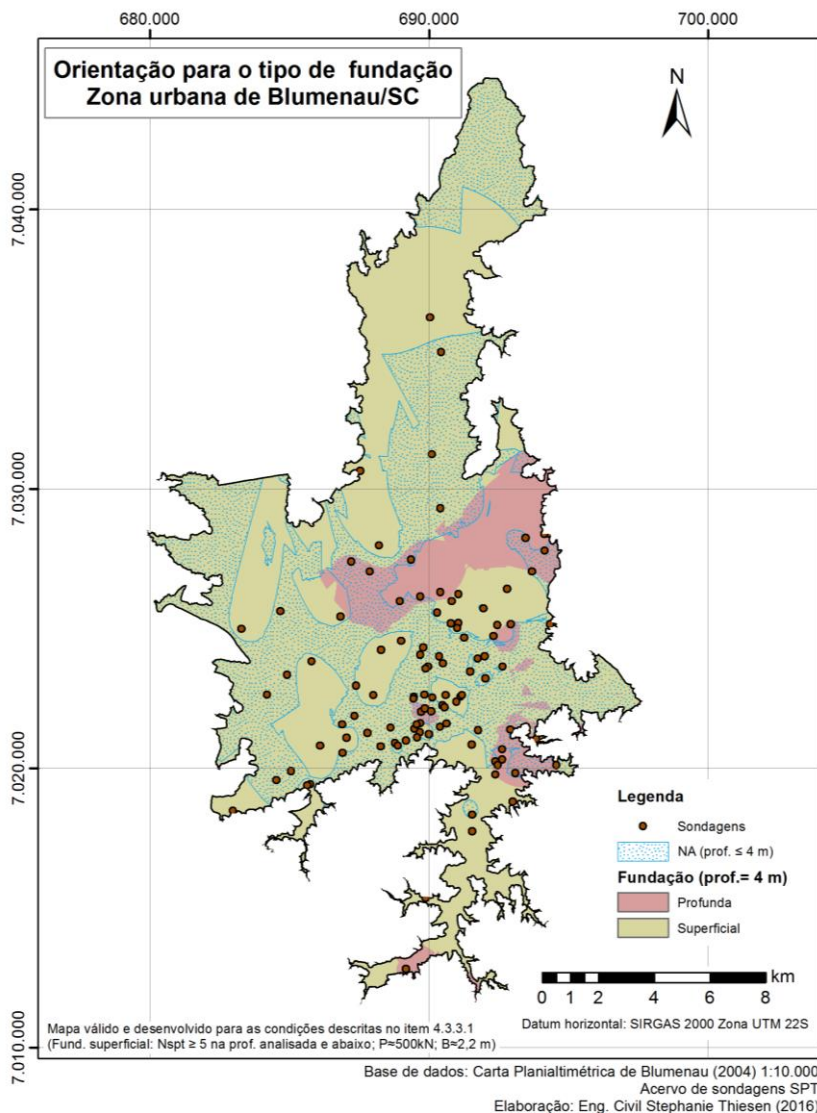 680.000 690.000 700.000
Orientação para o tipo de fundação
Zona urbana de Blumenau/SC
N
7.040.000
7.030.000
7.020.000
7.010.000
Legenda
Sondagens
NA (prof. ≤ 4 m)
Fundação (prof.= 4 m)
Profunda
Superficial
km
0 1 2 4 6 8
Datum horizontal: SIRGAS 2000 Zona UTM 22S
Mapa válido e desenvolvido para as condições descritas no item 4.3.3.1
(Fund. superficial: Nspt ≥ 5 na prof. analisada e abaixo; P≈500kN; B≈2,2 m)
Base de dados: Carta Planialtimétrica de Blumenau (2004) 1:10.000
Acervo de sondagens SPT
Elaboração: Eng. Civil Stephanie Thiesen (2016)